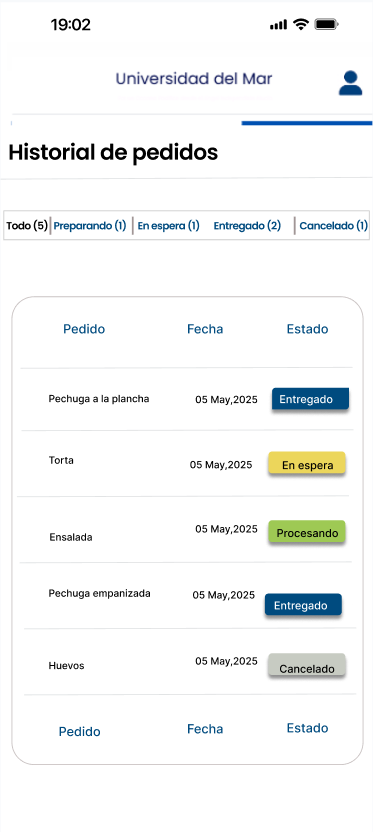 19:02
Universidad del Mar
Historial de pedidos
Todo (5) Preparando (1) En espera (1) Entregado (2) Cancelado (1)
Pedido Fecha Estado
Pechuga a la plancha 05 May,2025 Entregado
Torta 05 May,2025 En espera
Ensalada 05 May,2025 Procesando
Pechuga empanizada 05 May,2025 Entregado
Huevos 05 May,2025 Cancelado
Pedido Fecha Estado